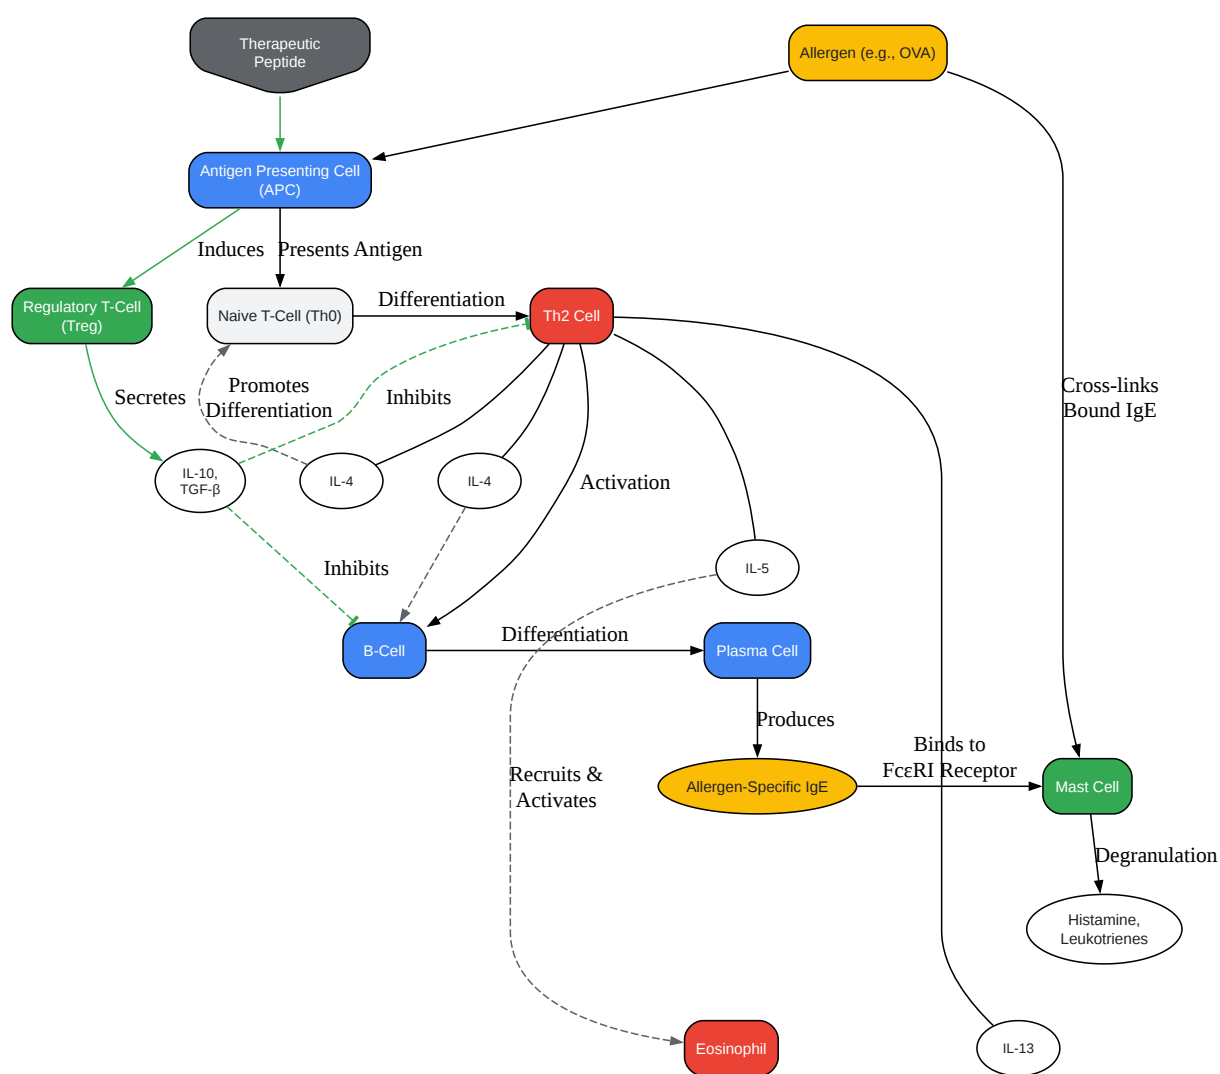 Therapeutic
Peptide
Allergen (e.g., OVA)
Antigen Presenting Cell
(APC)
Induces
Presents Antigen
Regulatory T-Cell
(Treg)
Naive T-Cell (Th0)
Differentiation
Th2 Cell
Secretes
Promotes
Differentiation
Inhibits
Cross-links
Bound IgE
IL-10,
TGF-β
IL-4
IL-4
Activation
Inhibits
IL-5
B-Cell
Differentiation
Plasma Cell
Produces
Recruits &
Activates
Allergen-Specific IgE
Binds to
FcεRI Receptor
Mast Cell
Degranulation
Histamine,
Leukotrienes
Eosinophil
IL-13